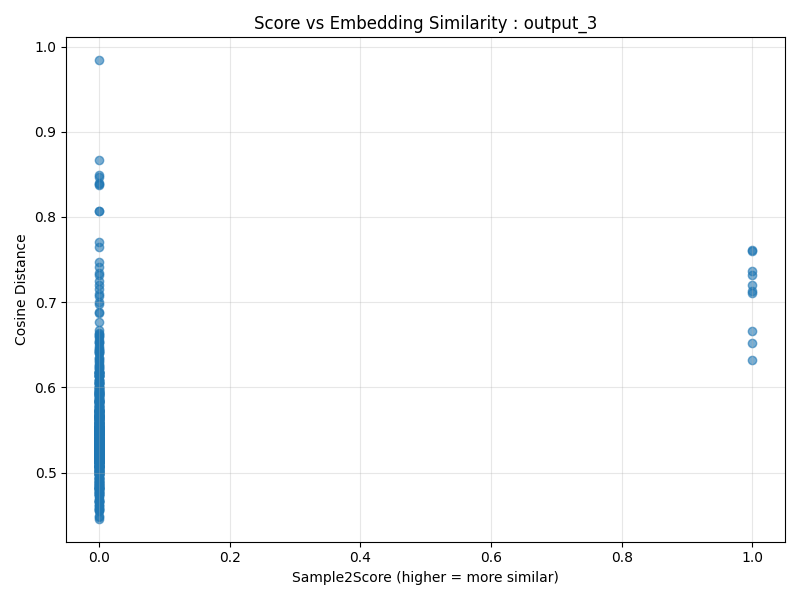 Score vs Embedding Similarity : output_3
1.0
0.9
0.8
0.7
0.6
0.5
Cosine Distance
0.0 0.2 0.4 0.6 0.8 1.0
Sample2Score (higher = more similar)